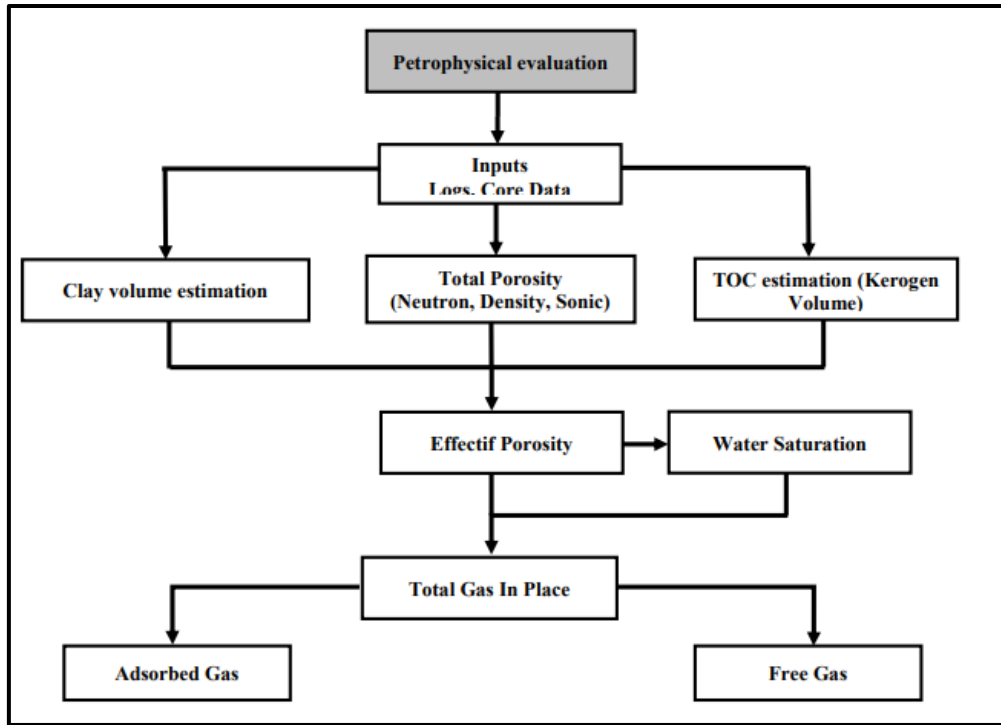 Petrophysical evaluation
Inputs
Logs, Core Data
Clay volume estimation
Total Porosity
(Neutron, Density, Sonic)
TOC estimation (Kerogen
Volume)
Effectif Porosity
Water Saturation
Total Gas In Place
Adsorbed Gas
Free Gas